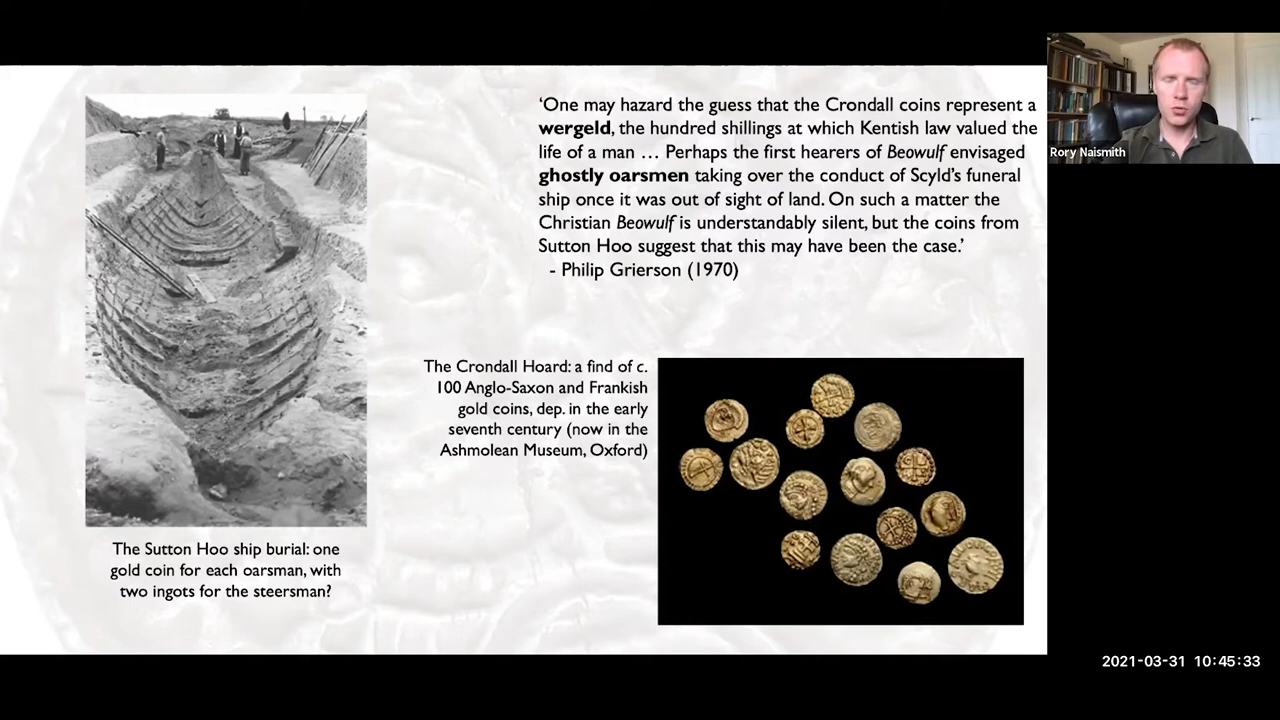 ‘One may hazard the guess that the Crondall coins represent a
wergeld, the hundred shillings at which Kentish law valued the
life of a man … Perhaps the first hearers of Beowulf envisaged
ghostly oarsmen taking over the conduct of Scyld’s funeral
ship once it was out of sight of land. On such a matter the
Christian Beowulf is understandably silent, but the coins from
Sutton Hoo suggest that this may have been the case.’
- Philip Grierson (1970)
Rory Naismith
The Crondall Hoard: a find of c.
100 Anglo-Saxon and Frankish
gold coins, dep. in the early
seventh century (now in the
Ashmolean Museum, Oxford)
The Sutton Hoo ship burial: one
gold coin for each oarsman, with
two ingots for the steersman?
2021-03-31 10:45:33